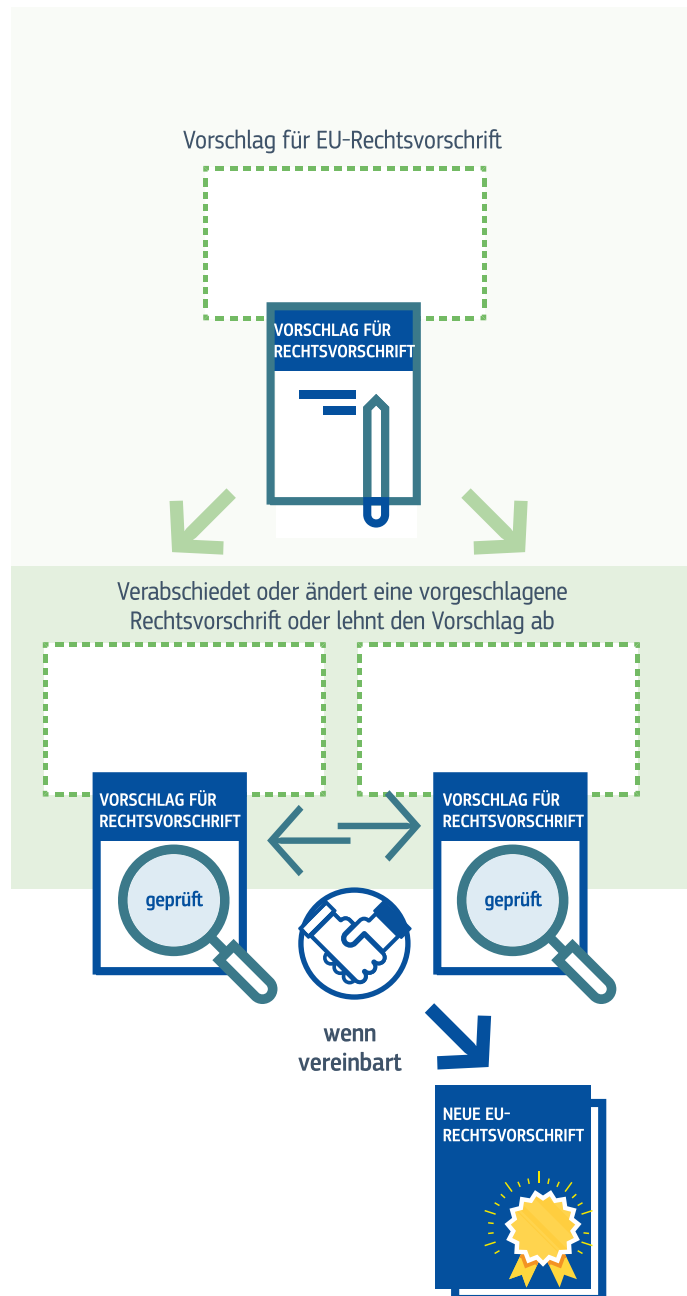 Vorschlag für EU-Rechtsvorschrift
VORSCHLAG FÜR
RECHTSVORSCHRIFT
Verabschiedet oder ändert eine vorgeschlagene
Rechtsvorschrift oder lehnt den Vorschlag ab
VORSCHLAG FÜR
RECHTSVORSCHRIFT
geprüft
VORSCHLAG FÜR
RECHTSVORSCHRIFT
geprüft
wenn
vereinbart
NEUE EU-
RECHTSVORSCHRIFT